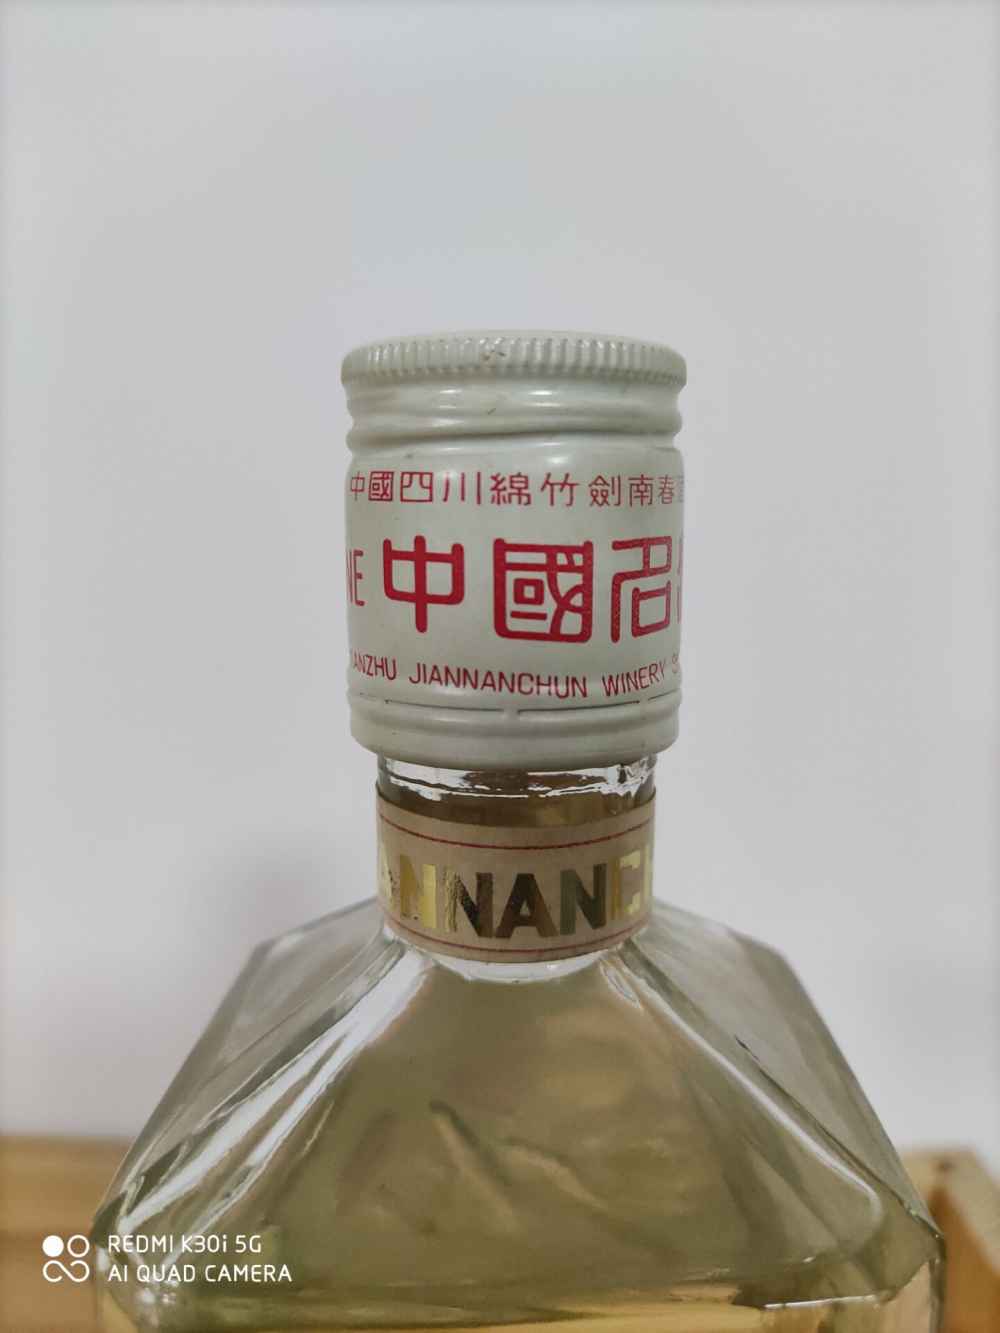 中國四川綿竹劍南春
NE 中國名
ANZHU JIANNANCHUN WINERY
ANNANC
REDMI K30i 5G
AI QUAD CAMERA